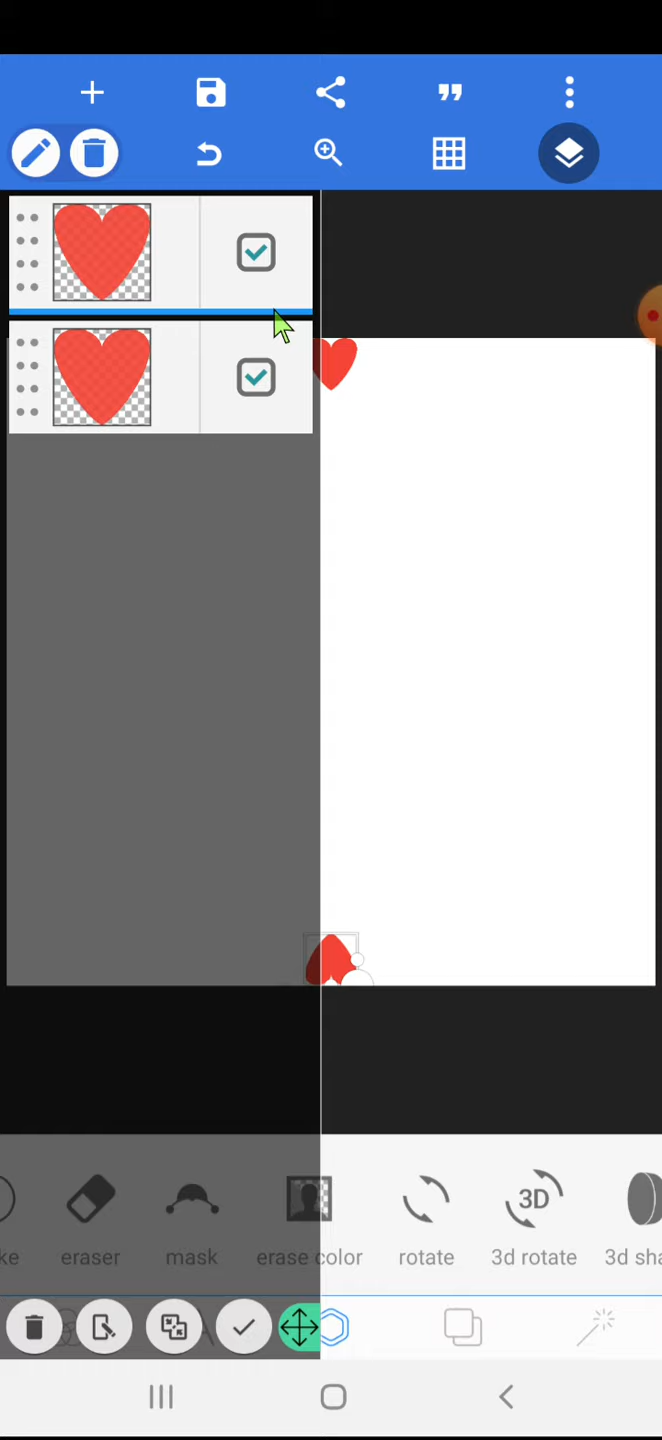 ke
eraser
mask
erase color
rotate
3D
3d rotate
3d sha